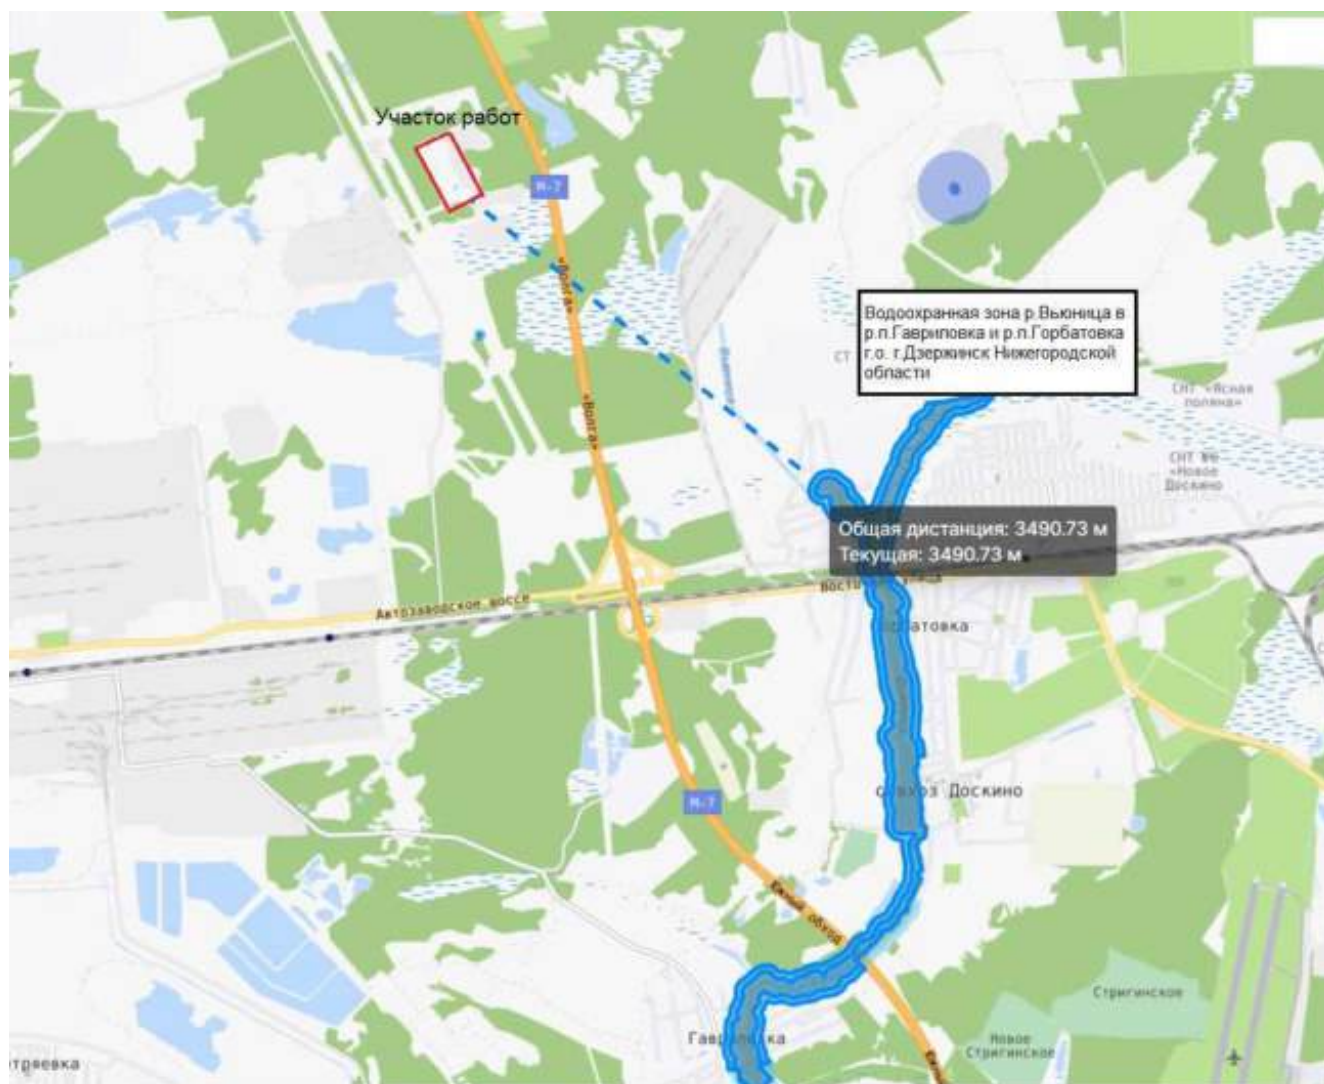 Участок работ
М-7
«Волга»
Водоохранная зона р.Вьюница в
р.п.Гавриловка и р.п.Горбатовка
г.о. г.Дзержинск Нижегородской
области
СТ
СНТ «Ясная
поляна»
«Волга»
СНТ №6
«Новое
Доскино
Общая дистанция: 3490.73 м
Текущая: 3490.73 м
Автозаводское шоссе
совхоз Доскино
М-7
Южный обход
Стригинское
Новое
Стригинское